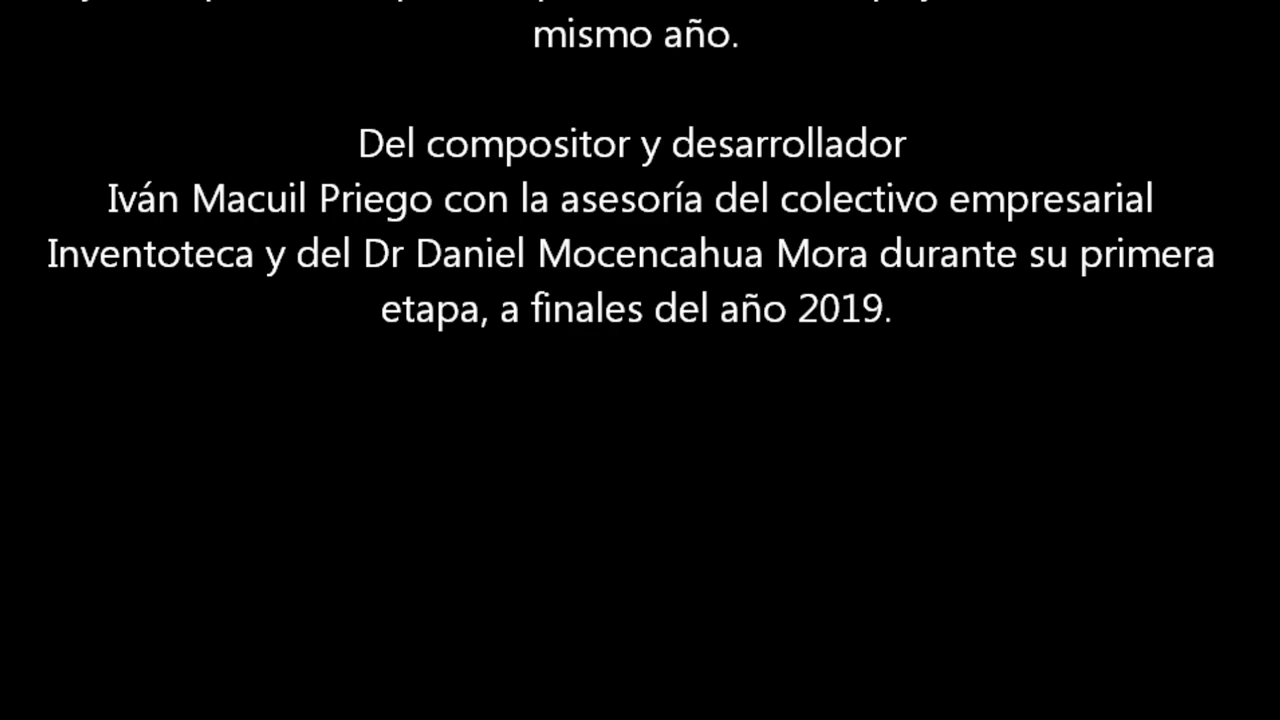 mismo año.
Del compositor y desarrollador
Iván Macuil Priego con la asesoría del colectivo empresarial
Inventoteca y del Dr Daniel Mocencahua Mora durante su primera
etapa, a finales del año 2019.